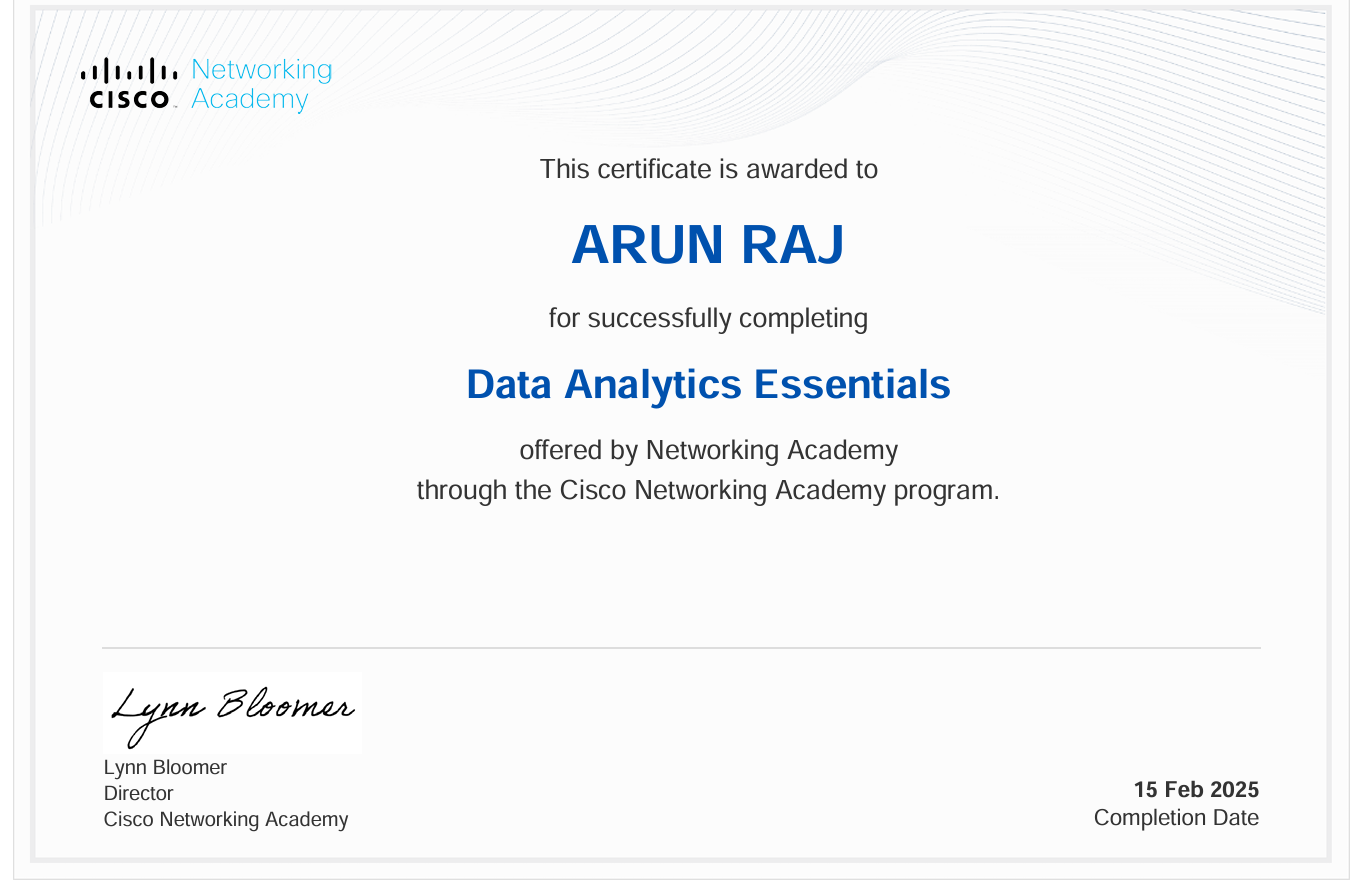 Networking
CISCO Academy
This certificate is awarded to
ARUN RAJ
for successfully completing
Data Analytics Essentials
offered by Networking Academy
through the Cisco Networking Academy program.
Lynn Bloomer
Lynn Bloomer
Director
Cisco Networking Academy
15 Feb 2025
Completion Date